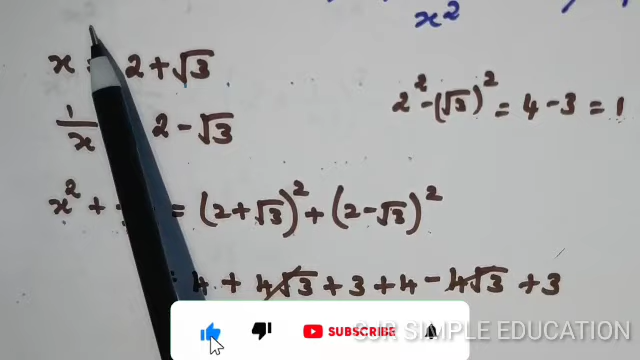 x²
x = 2 + √3
2² - (√3)² = 4 - 3 = 1
1/x 2 - √3
x² + = (2+√3)² + (2-√3)²
4 + 4√3 + 3 + 4 - 4√3 + 3
SUBSCRIBE
SJR SIMPLE EDUCATION